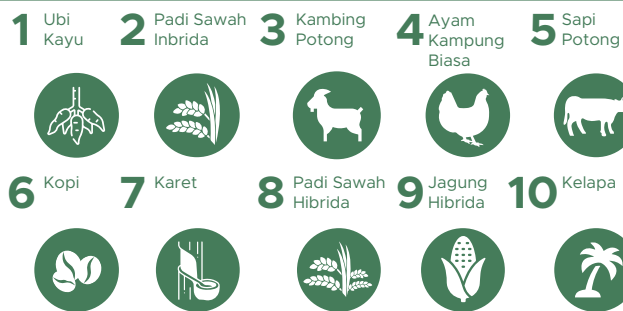 1 Ubi Kayu
2 Padi Sawah Inbrida
3 Kambing Potong
4 Ayam Kampung Biasa
5 Sapi Potong
6 Kopi
7 Karet
8 Padi Sawah Hibrida
9 Jagung Hibrida
10 Kelapa